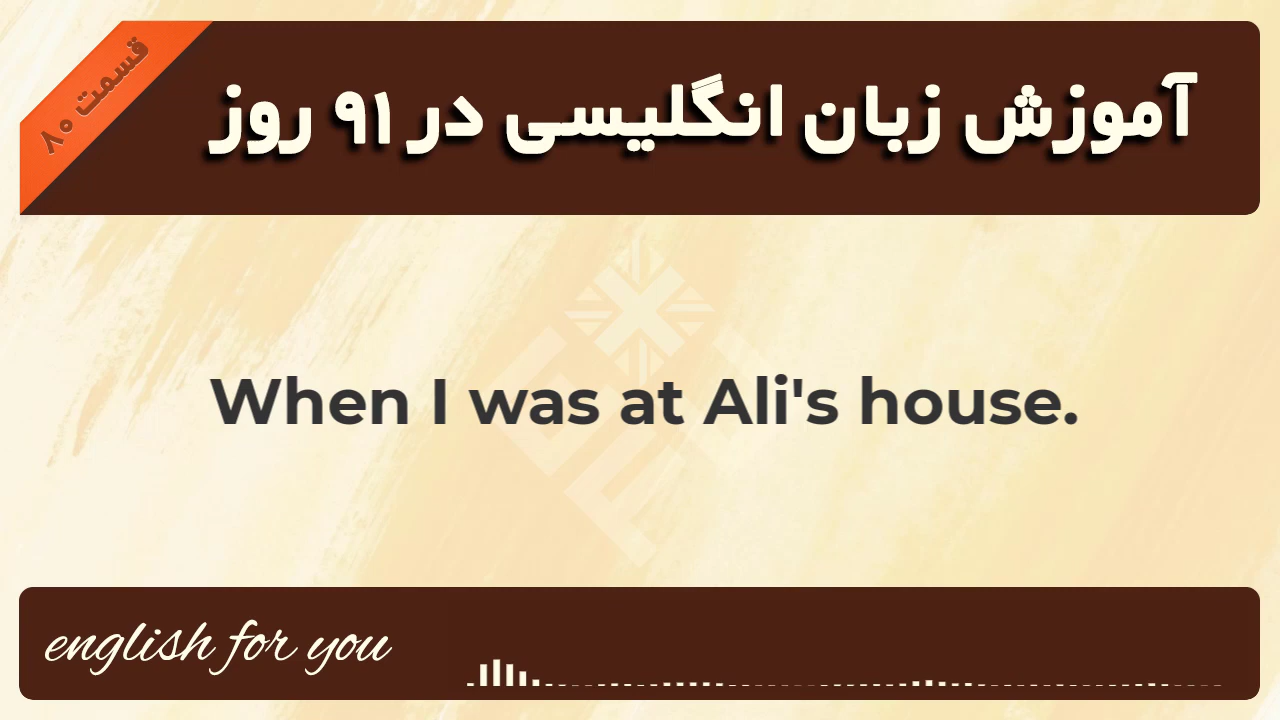 قسمت ۸۰
آموزش زبان انگلیسی در ۹۱ روز
When I was at Ali's house.
english for you